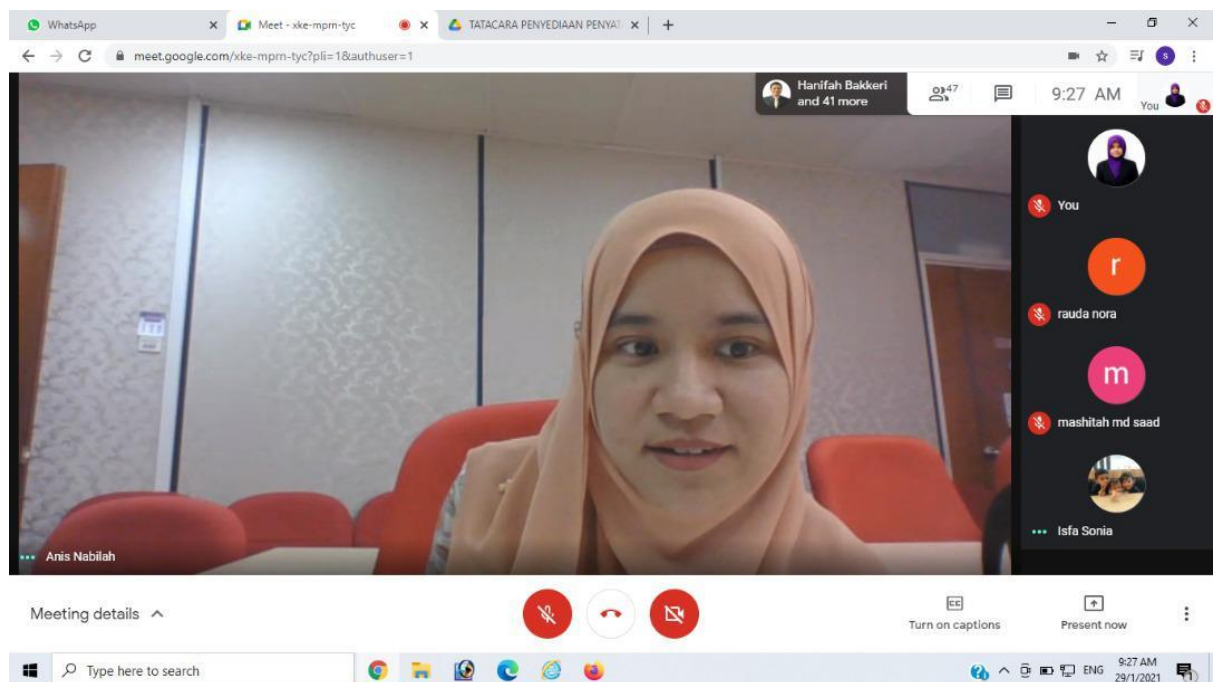 WhatsApp
Meet - xke-mprn-tyc
TATACARA PENYEDIAAN PENYAT
meet.google.com/xke-mprn-tyc?pli=1&authuser=1
s
Hanifah Bakkeri
and 41 more
47
9:27 AM
You
You
r
rauda nora
m
mashitah md saad
Isfa Sonia
Anis Nabilah
Meeting details
CC
Turn on captions
Present now
Type here to search
ENG
9:27 AM
29/1/2021